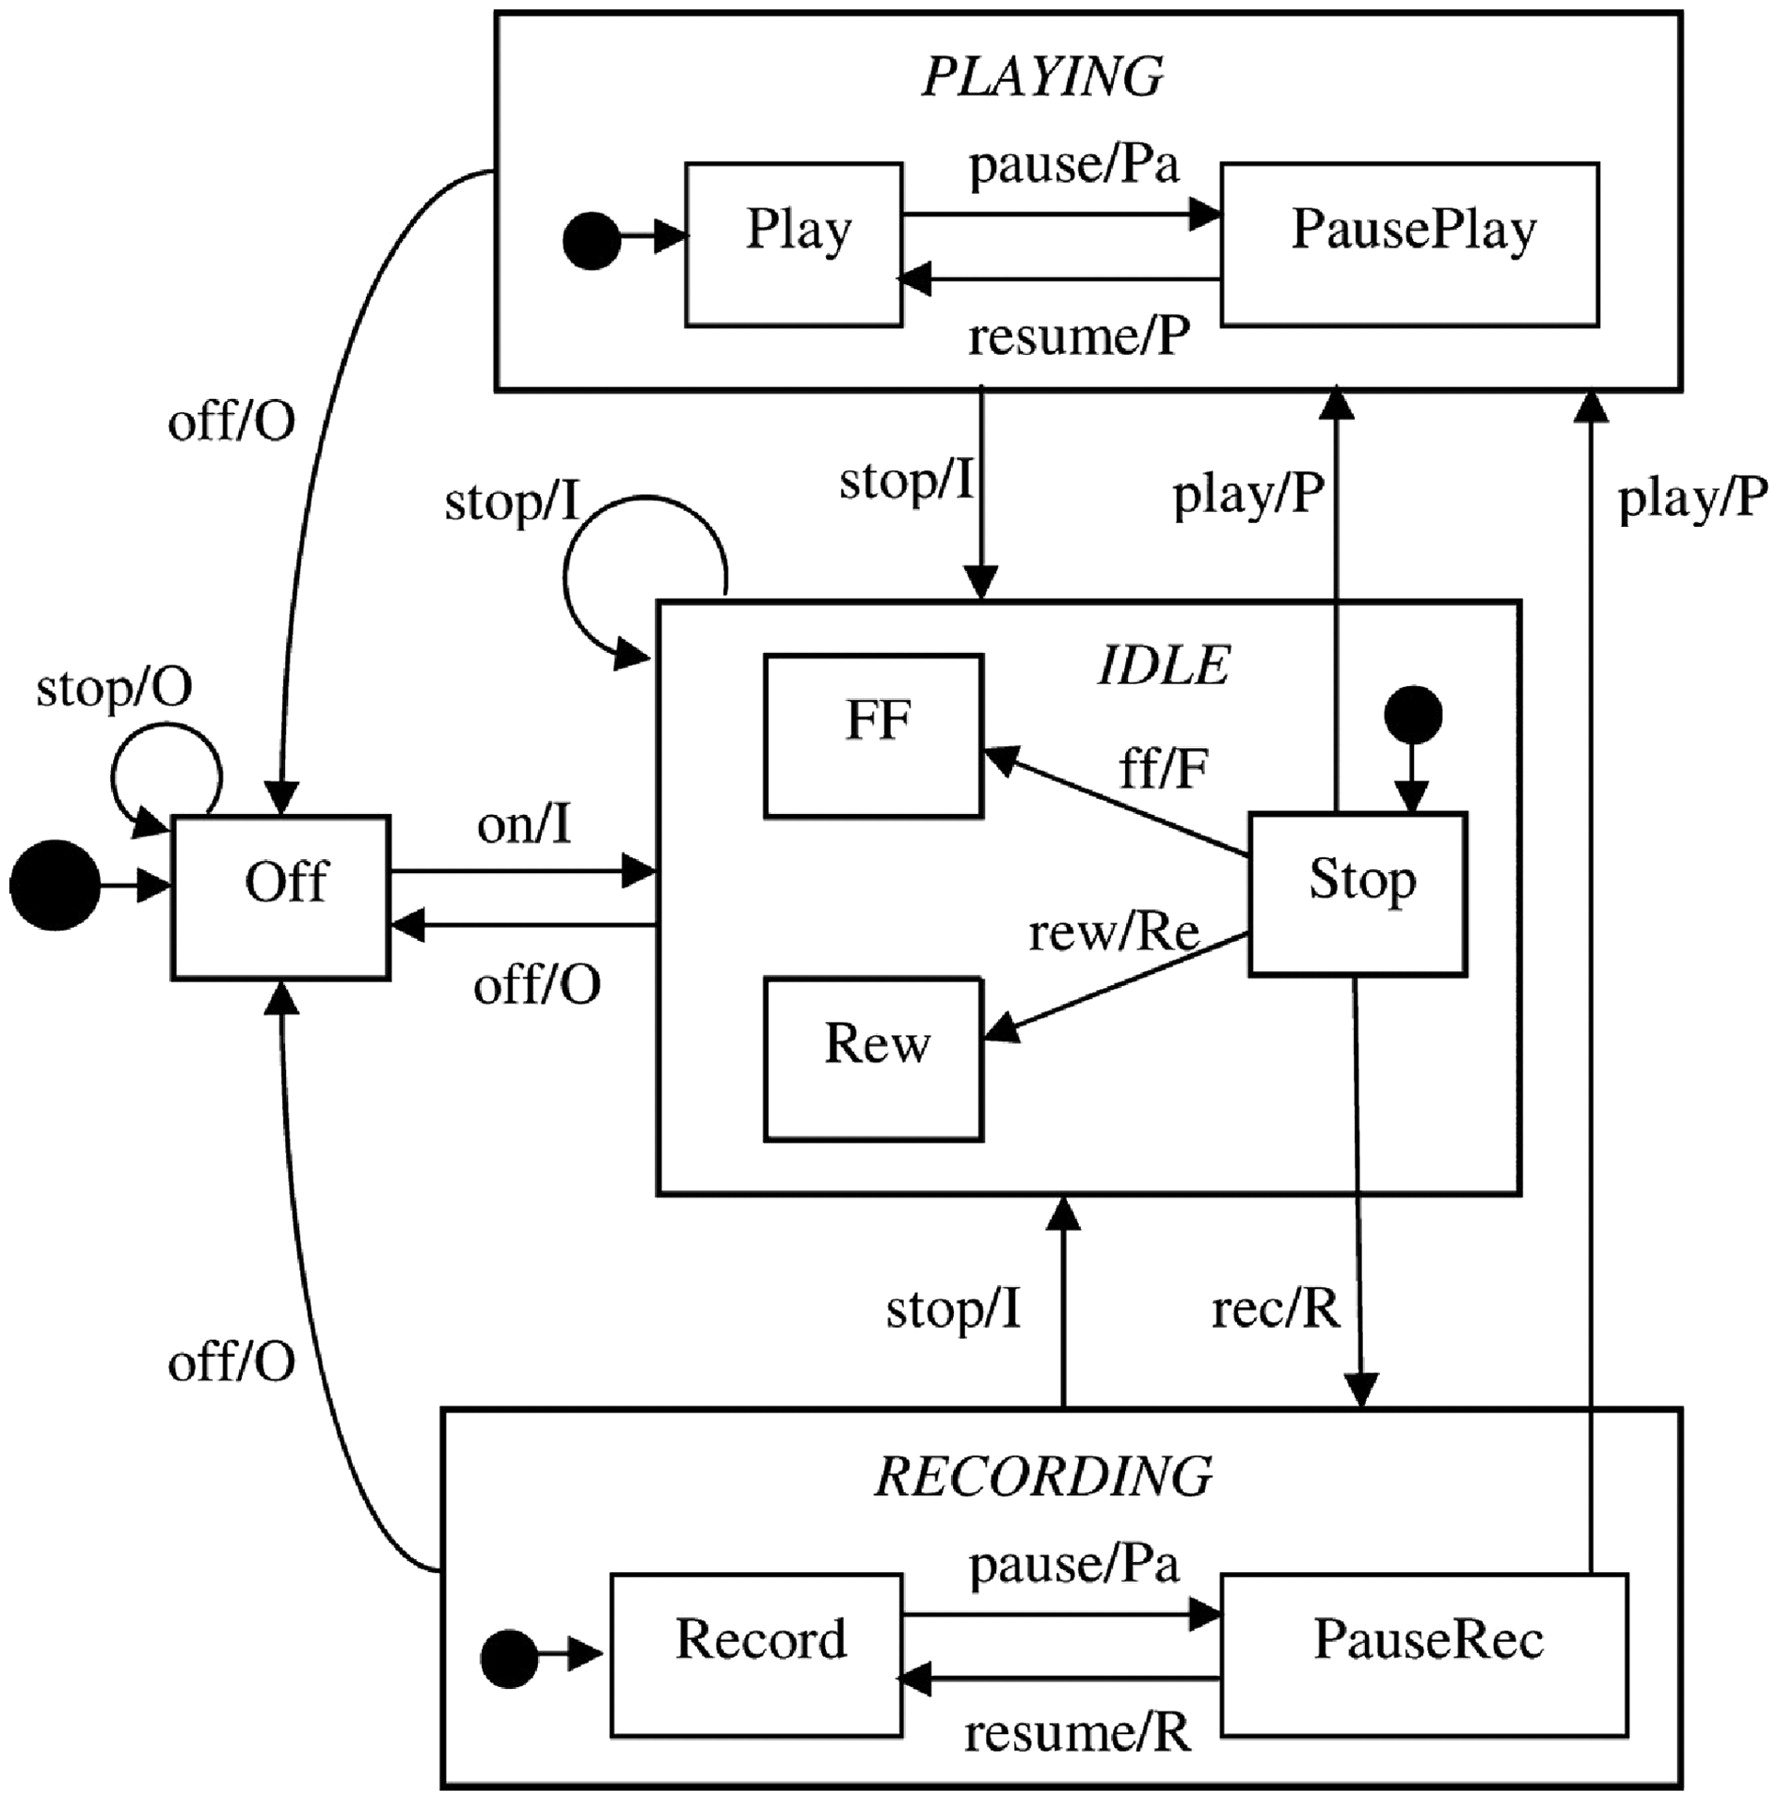 PLAYING
pause/Pa
Play
PausePlay
resume/P
off/O
stop/I
play/P
play/P
stop/I
IDLE
stop/O
FF
ff/F
on/I
Off
Stop
rew/Re
off/O
Rew
stop/I
rec/R
off/O
RECORDING
pause/Pa
Record
PauseRec
resume/R